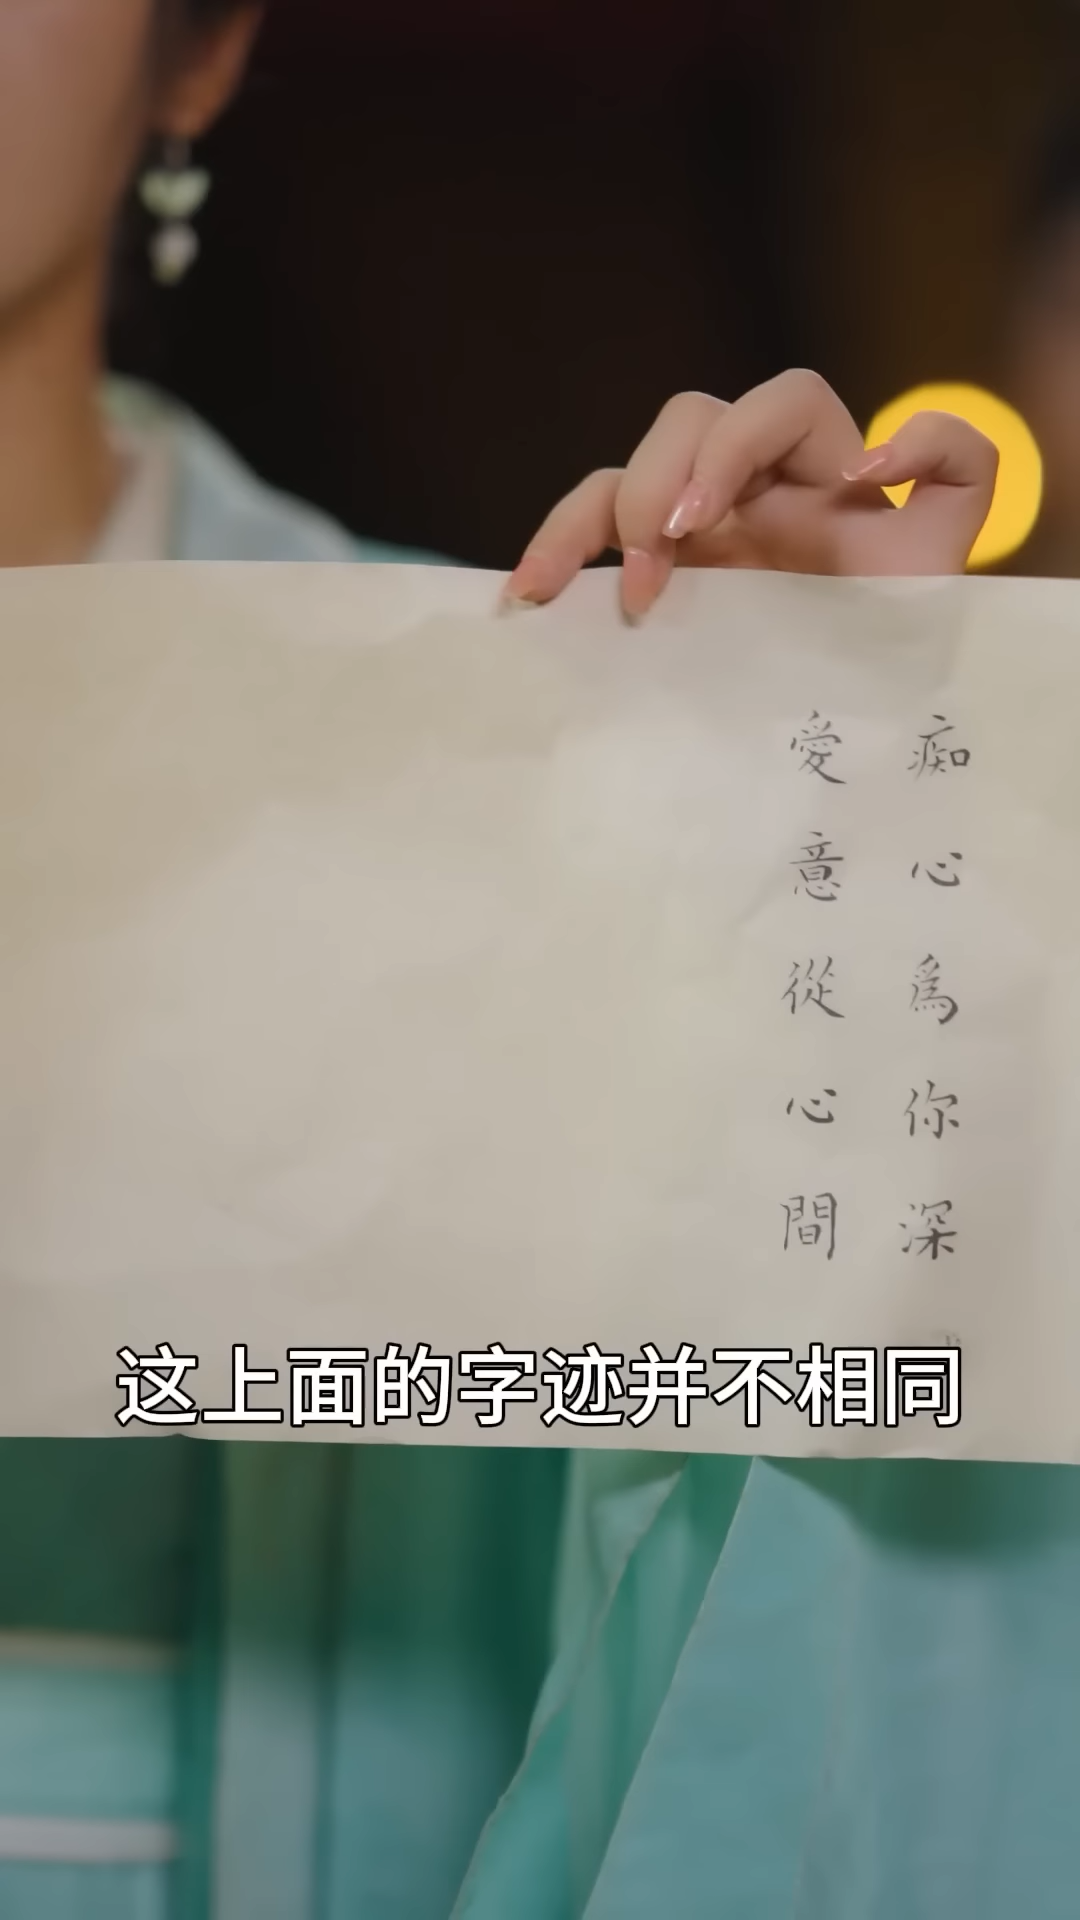 痴心爲你深
愛意從心間
这上面的字迹并不相同